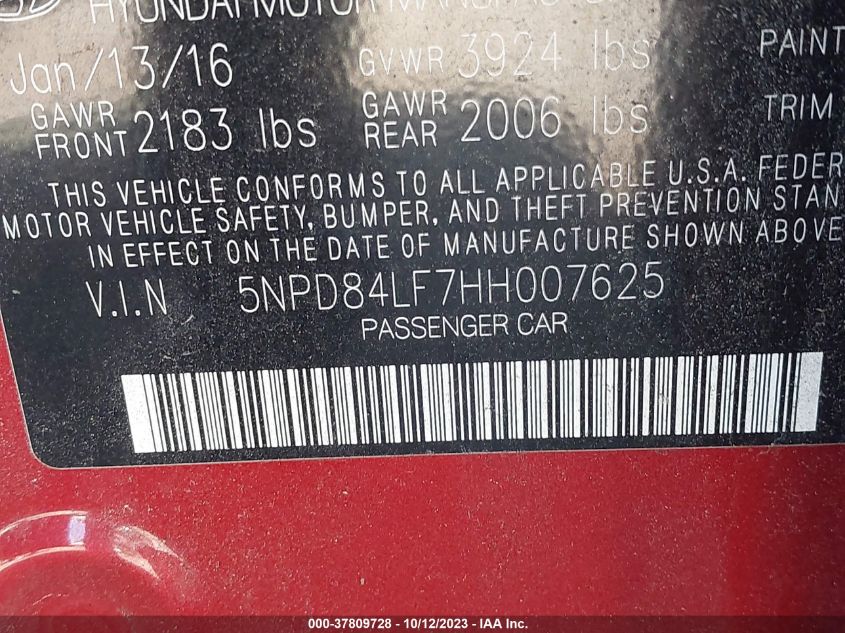 HYUNDAI MOTOR
Jan/13/16 GVWR 3924 lbs PAINT
GAWR FRONT 2183 lbs GAWR REAR 2006 lbs TRIM
THIS VEHICLE CONFORMS TO ALL APPLICABLE U.S.A. FEDER
MOTOR VEHICLE SAFETY, BUMPER, AND THEFT PREVENTION STAN
IN EFFECT ON THE DATE OF MANUFACTURE SHOWN ABOVE
V.I.N 5NPD84LF7HH007625
PASSENGER CAR
000-37809728 - 10/12/2023 - IAA Inc.